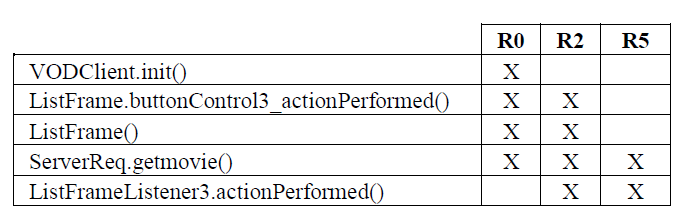 R0 R2 R5
VODClient.init() X
ListFrame.buttonControl3_actionPerformed() X X
ListFrame() X X
ServerReq.getmovie() X X X
ListFrameListener3.actionPerformed() X X